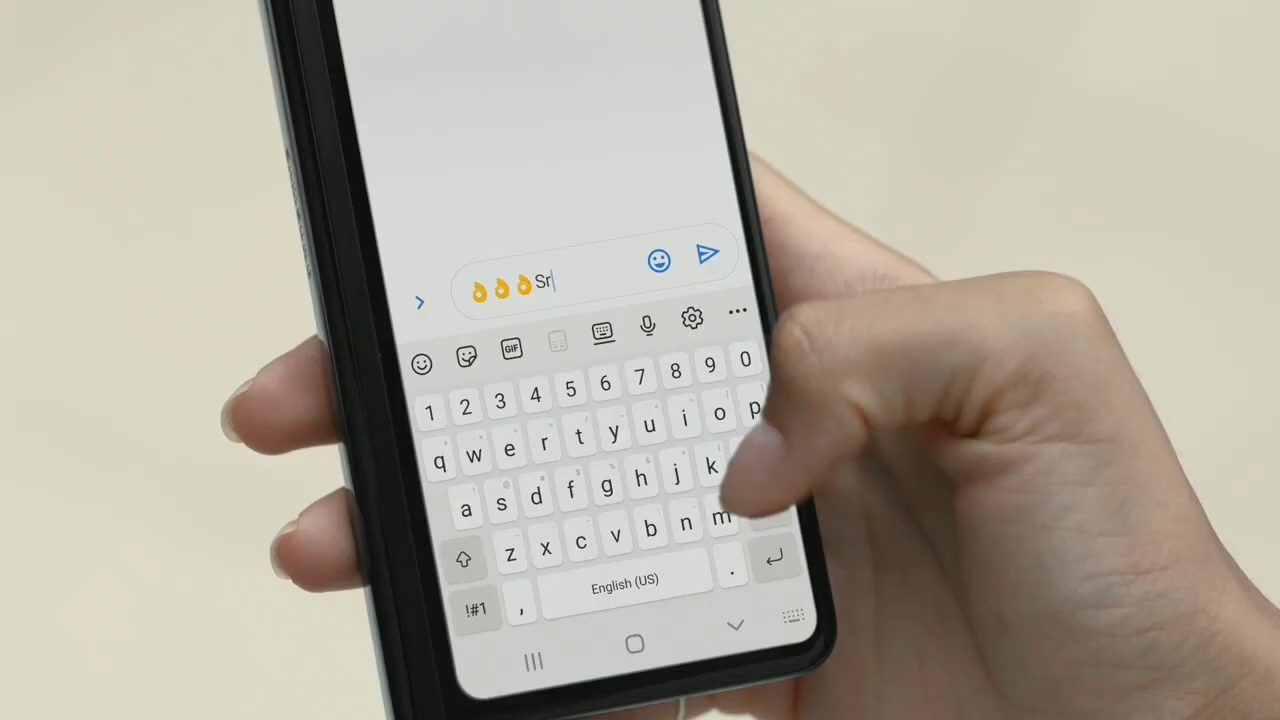 👌👌👌Sr
GIF
1 2 3 4 5 6 7 8 9 0
q w e r t y u i o p
a s d f g h j k
z x c v b n m
!#1 , English (US) .